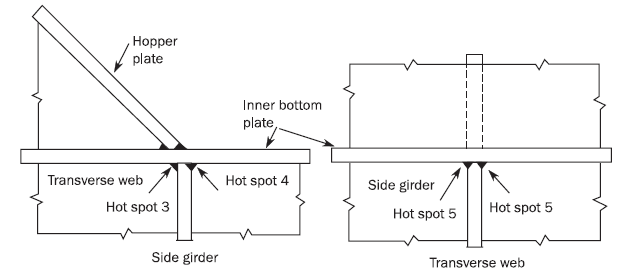 Hopper
plate
Inner bottom
plate
Transverse web
Hot spot 4
Hot spot 3
Side girder
Side girder
Hot spot 5
Hot spot 5
Transverse web